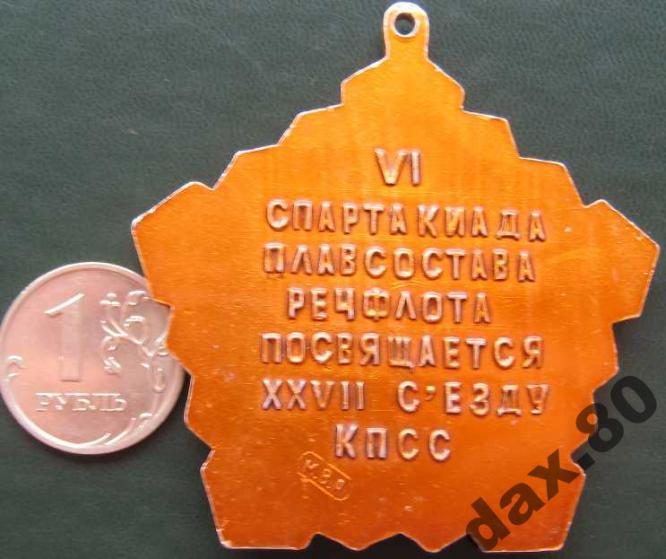 VI
СПАРТАКИАДА
ПЛАВСОСТАВА
РЕЧФЛОТА
ПОСВЯЩАЕТСЯ
XXVII С'ЕЗДУ
КПСС
1
РУБЛЬ
dax.80